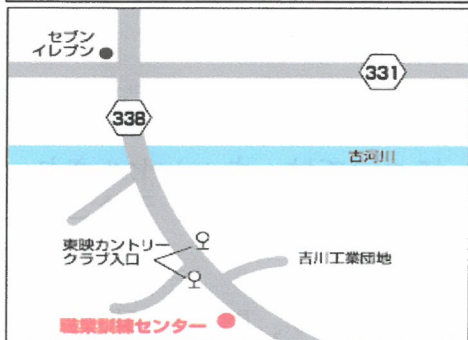 セブン
イレブン
331
338
古河川
東映カントリー
クラブ入口
吉川工業団地
職業訓練センター